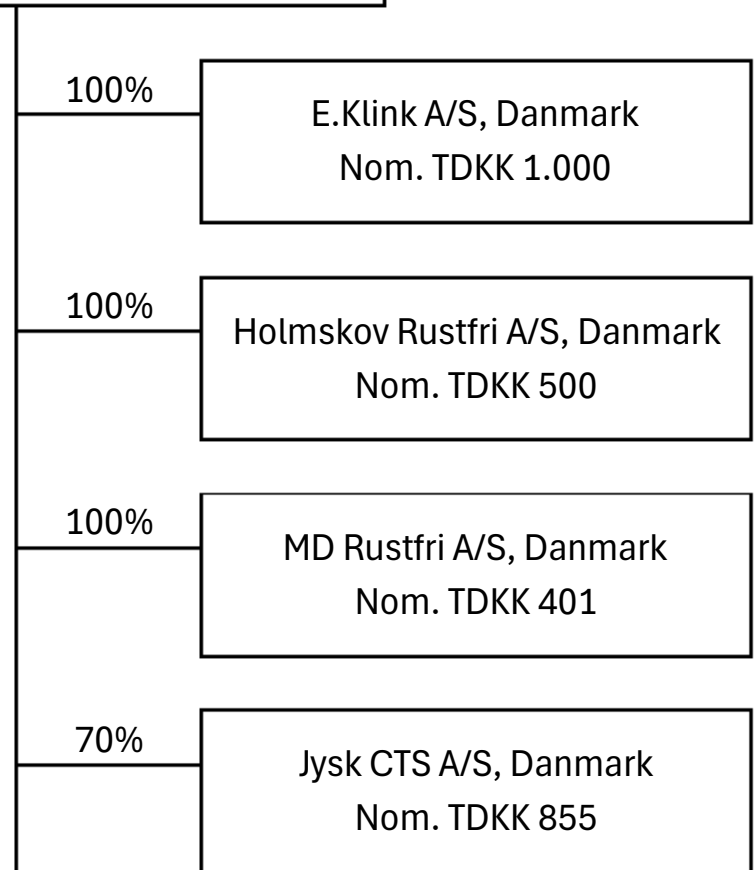 100%
E.Klink A/S, Danmark
Nom. TDKK 1.000
100%
Holmskov Rustfri A/S, Danmark
Nom. TDKK 500
100%
MD Rustfri A/S, Danmark
Nom. TDKK 401
70%
Jysk CTS A/S, Danmark
Nom. TDKK 855